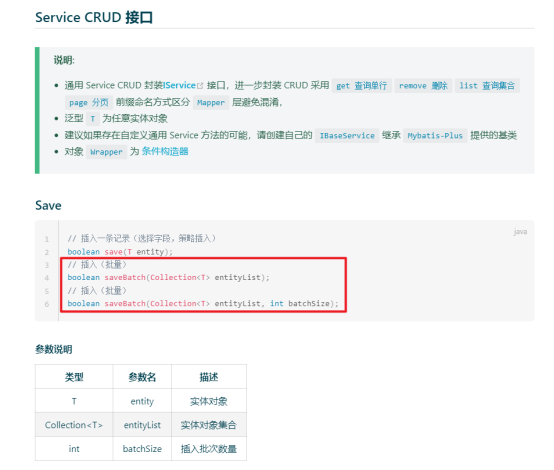 Service CRUD 接口
说明:
通用 Service CRUD 封装IService 接口，进一步封装 CRUD 采用 get 查询单行 remove 删除 list 查询集合
page 分页 前缀命名方式区分 Mapper 层避免混淆，
泛型 T 为任意实体对象
建议如果存在自定义通用 Service 方法的可能，请创建自己的 IBaseService 继承 Mybatis-Plus 提供的基类
对象 Wrapper 为 条件构造器
Save
java
1 // 插入一条记录（选择字段，策略插入）
2 boolean save(T entity);
3 // 插入（批量）
4 boolean saveBatch(Collection<T> entityList);
5 // 插入（批量）
6 boolean saveBatch(Collection<T> entityList, int batchSize);
参数说明
类型 参数名 描述
T entity 实体对象
Collection<T> entityList 实体对象集合
int batchSize 插入批次数量